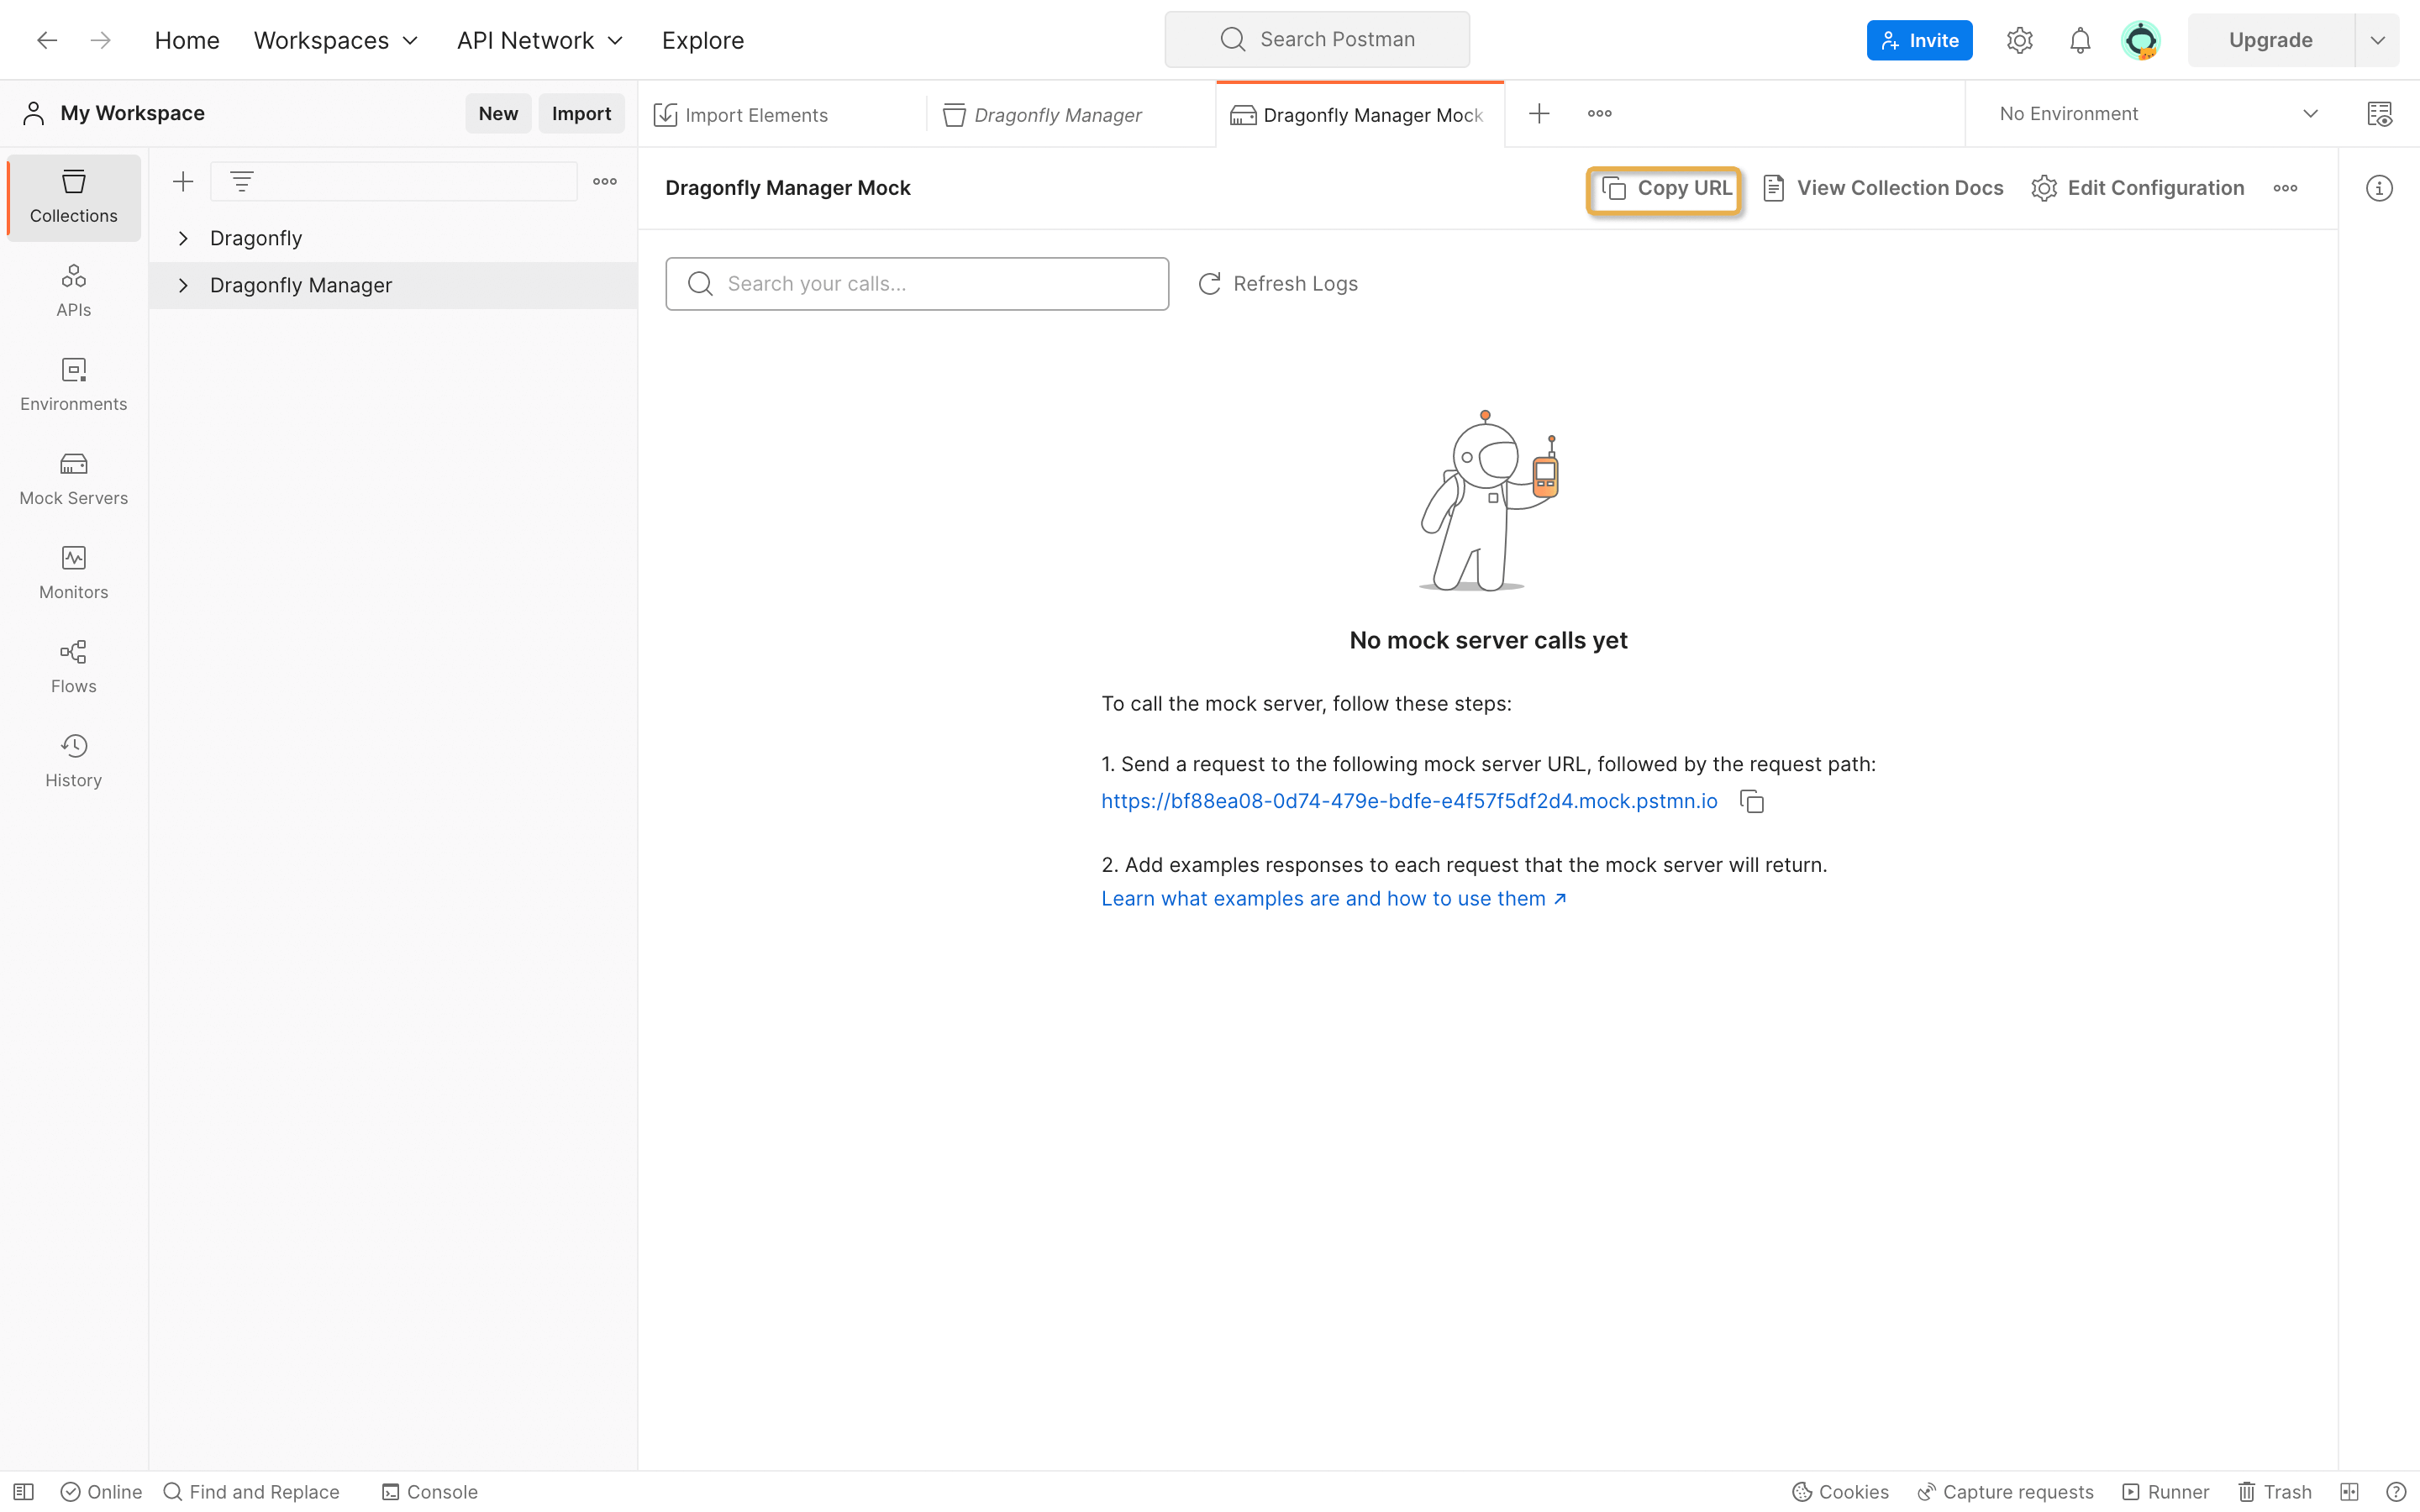 Home Workspaces API Network Explore
Search Postman
Invite
Upgrade
My Workspace
New
Import
Import Elements
Dragonfly Manager
Dragonfly Manager Mock
No Environment
Collections
APIs
Environments
Mock Servers
Monitors
Flows
History
Dragonfly
Dragonfly Manager
Dragonfly Manager Mock
Copy URL
View Collection Docs
Edit Configuration
Search your calls...
Refresh Logs
No mock server calls yet
To call the mock server, follow these steps:
1. Send a request to the following mock server URL, followed by the request path:
https://bf88ea08-0d74-479e-bdfe-e4f57f5df2d4.mock.pstmn.io
2. Add examples responses to each request that the mock server will return.
Learn what examples are and how to use them ↗
Online
Find and Replace
Console
Cookies
Capture requests
Runner
Trash